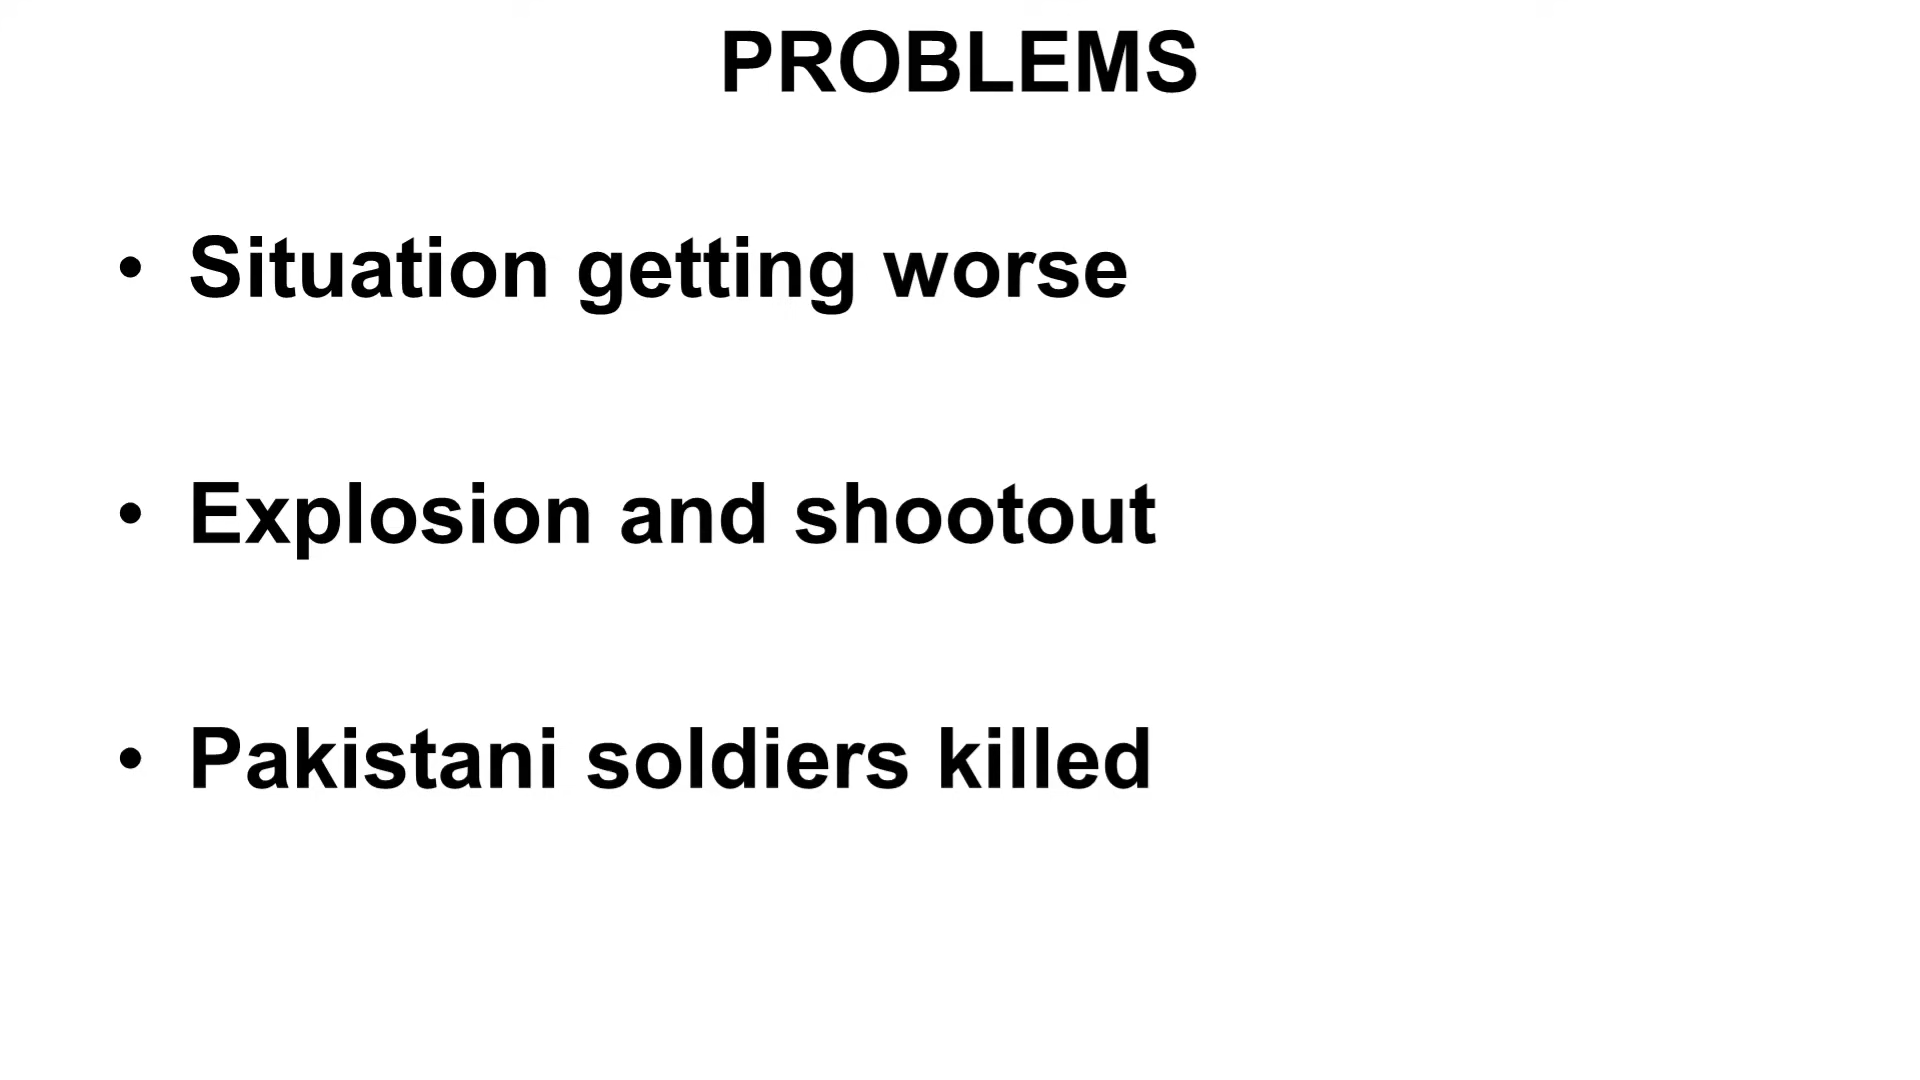 PROBLEMS
• Situation getting worse
• Explosion and shootout
• Pakistani soldiers killed